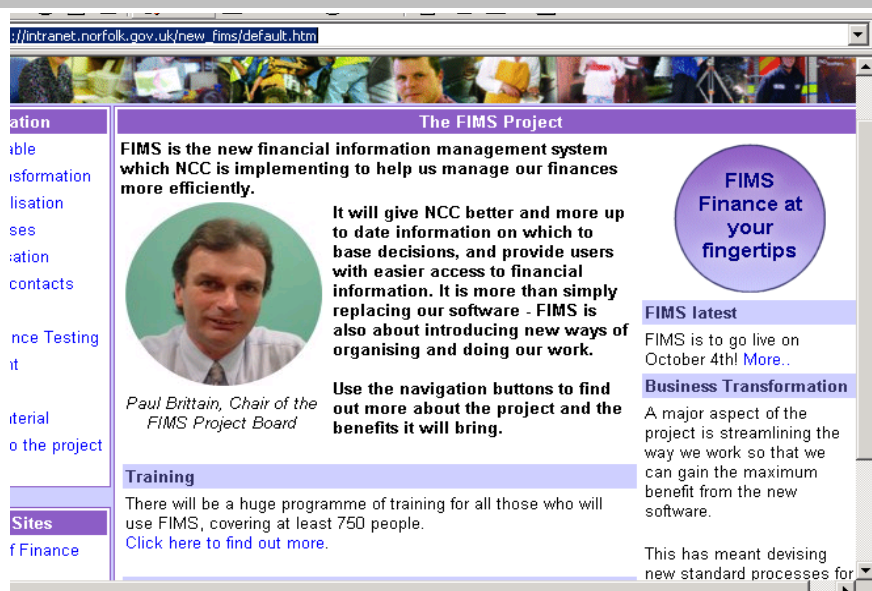 ://intranet.norfolk.gov.uk/new_fims/default.htm
ation
able
nsformation
lisation
ses
sation
contacts
nce Testing
nt
aterial
o the project
Sites
f Finance
The FIMS Project
FIMS is the new financial information management system
which NCC is implementing to help us manage our finances
more efficiently.
It will give NCC better and more up
to date information on which to
base decisions, and provide users
with easier access to financial
information. It is more than simply
replacing our software - FIMS is
also about introducing new ways of
organising and doing our work.
Use the navigation buttons to find
out more about the project and the
benefits it will bring.
Paul Brittain, Chair of the
FIMS Project Board
Training
There will be a huge programme of training for all those who will
use FIMS, covering at least 750 people.
Click here to find out more.
FIMS
Finance at
your
fingertips
FIMS latest
FIMS is to go live on
October 4th! More..
Business Transformation
A major aspect of the
project is streamlining the
way we work so that we
can gain the maximum
benefit from the new
software.
This has meant devising
new standard processes for